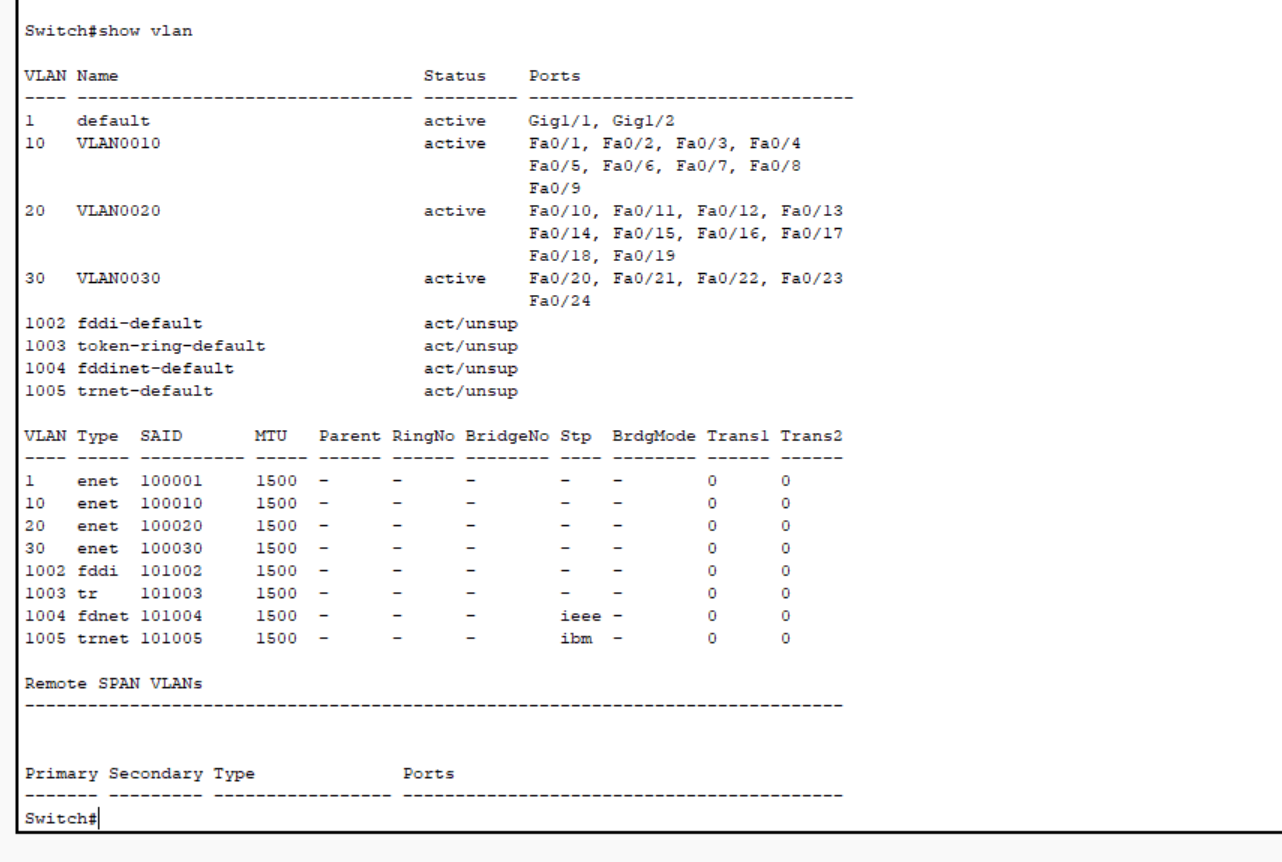 Switch#show vlan
VLAN Name                             Status    Ports
---- -------------------------------- --------- -------------------------------
1    default                          active    Gig1/1, Gig1/2
10   VLAN0010                         active    Fa0/1, Fa0/2, Fa0/3, Fa0/4
                                                Fa0/5, Fa0/6, Fa0/7, Fa0/8
                                                Fa0/9
20   VLAN0020                         active    Fa0/10, Fa0/11, Fa0/12, Fa0/13
                                                Fa0/14, Fa0/15, Fa0/16, Fa0/17
                                                Fa0/18, Fa0/19
30   VLAN0030                         active    Fa0/20, Fa0/21, Fa0/22, Fa0/23
                                                Fa0/24
1002 fddi-default                     act/unsup
1003 token-ring-default               act/unsup
1004 fddinet-default                  act/unsup
1005 trnet-default                    act/unsup
VLAN Type  SAID       MTU   Parent RingNo BridgeNo Stp  BrdgMode Trans1 Trans2
---- ----- ---------- ----- ------ ------ -------- ---- -------- ------ ------
1    enet  100001     1500  -      -      -        -    -        0      0
10   enet  100010     1500  -      -      -        -    -        0      0
20   enet  100020     1500  -      -      -        -    -        0      0
30   enet  100030     1500  -      -      -        -    -        0      0
1002 fddi  101002     1500  -      -      -        -    -        0      0
1003 tr    101003     1500  -      -      -        -    -        0      0
1004 fdnet 101004     1500  -      -      -        ieee -        0      0
1005 trnet 101005     1500  -      -      -        ibm  -        0      0
Remote SPAN VLANs
------------------------------------------------------------------------------
Primary Secondary Type              Ports
------- --------- ----------------- ------------------------------------------
Switch#